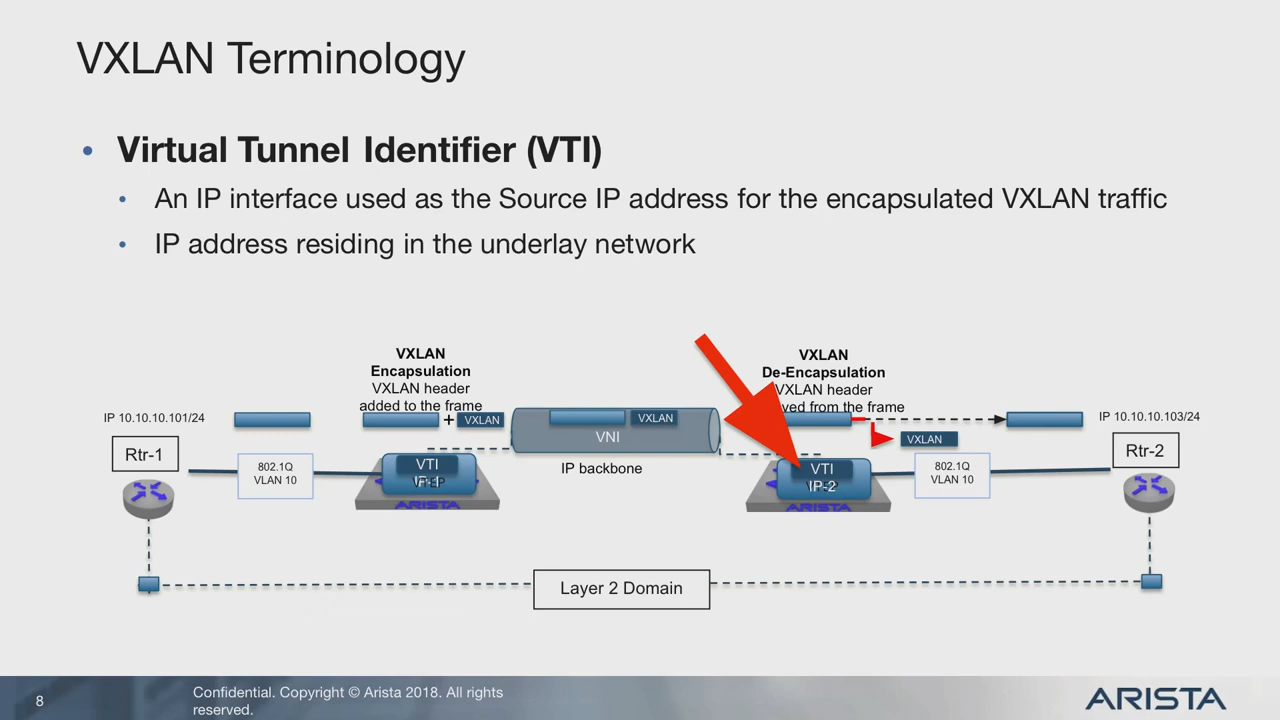 VXLAN Terminology
• Virtual Tunnel Identifier (VTI)
• An IP interface used as the Source IP address for the encapsulated VXLAN traffic
• IP address residing in the underlay network
VXLAN
Encapsulation
VXLAN header
added to the frame
VXLAN
De-Encapsulation
VXLAN header
from the frame
IP 10.10.10.101/24
+
VXLAN
VXLAN
VNI
VXLAN
IP 10.10.10.103/24
Rtr-1
802.1Q
VLAN 10
VTI
IP-1
IP backbone
VTI
IP-2
802.1Q
VLAN 10
Rtr-2
ARISTA
ARISTA
Layer 2 Domain
8
Confidential. Copyright © Arista 2018. All rights
reserved.
ARISTA